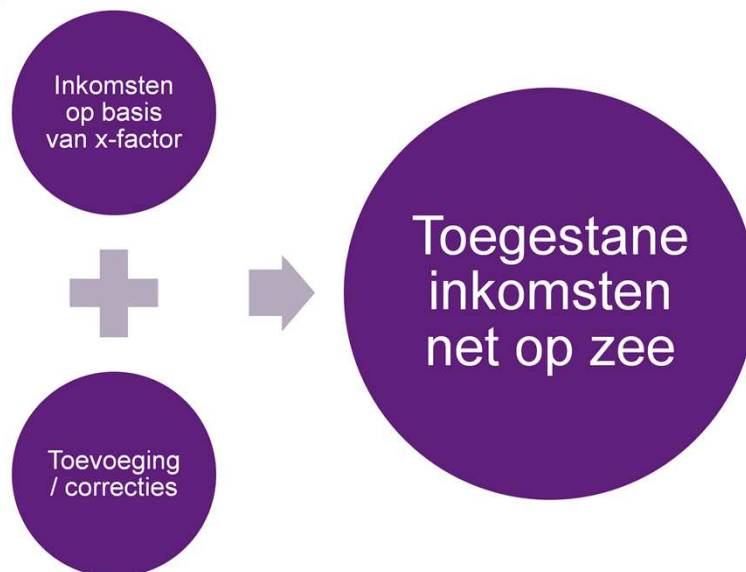 Inkomsten
op basis
van x-factor
Toevoeging
/ correcties
Toegestane
inkomsten
net op zee